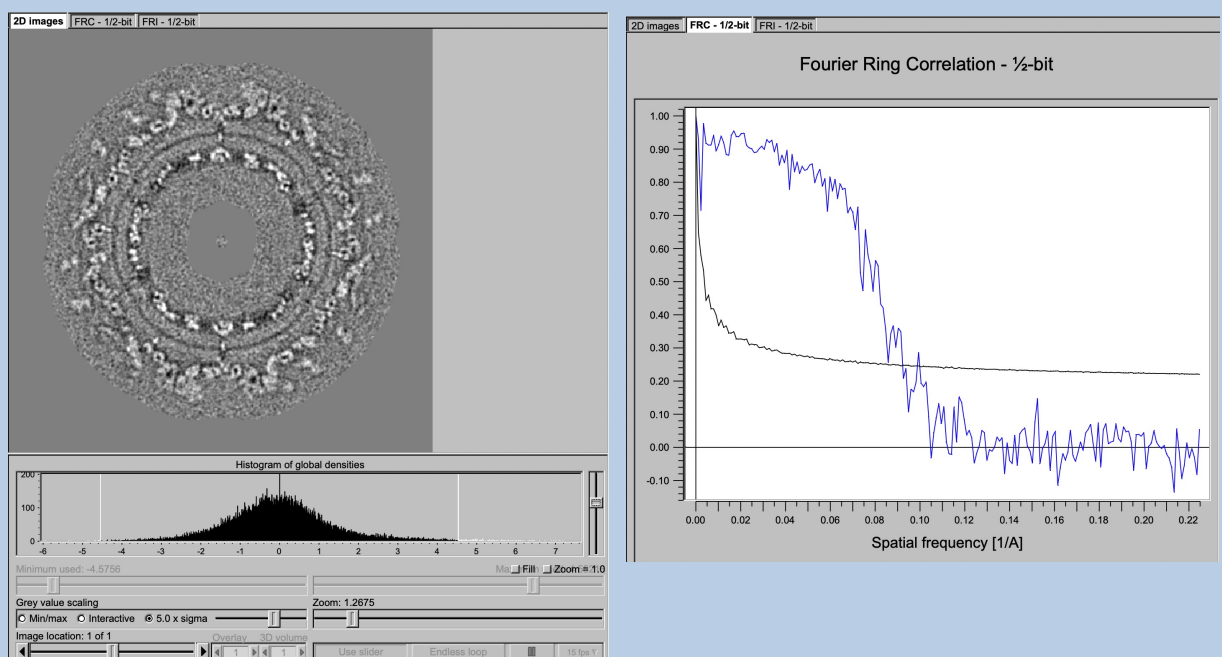 2D images FRC - 1/2-bit FRI - 1/2-bit
Histogram of global densities
200
100
0
-6 -5 -4 -3 -2 -1 0 1 2 3 4 5 6 7
Minimum used: -4.5756
Fill Zoom = 1.0
Grey value scaling
Zoom: 1.2675
Min/max Interactive 5.0 x sigma
Image location: 1 of 1
Overlay 3D volume
1 1 Use slider Endless loop 15 fps
2D images FRC - 1/2-bit FRI - 1/2-bit
Fourier Ring Correlation - ½-bit
1.00
0.90
0.80
0.70
0.60
0.50
0.40
0.30
0.20
0.10
0.00
-0.10
0.00 0.02 0.04 0.06 0.08 0.10 0.12 0.14 0.16 0.18 0.20 0.22
Spatial frequency [1/A]